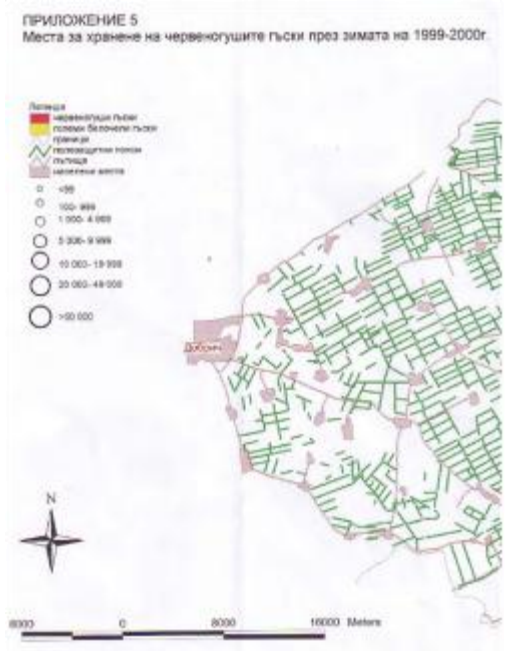 ПРИЛОЖЕНИЕ 5
Места за хранене на червеногушите гъски през зимата на 1999-2000г
Легенда
червеногуши гъски
големи белочели гъски
граница
полезащитни пояси
пътища
населени места
<99
100- 999
1 000- 4 999
5 000- 9 999
10 000- 19 999
20 000- 49 000
>50 000
Добрич
N
8000 0 8000 16000 Meters